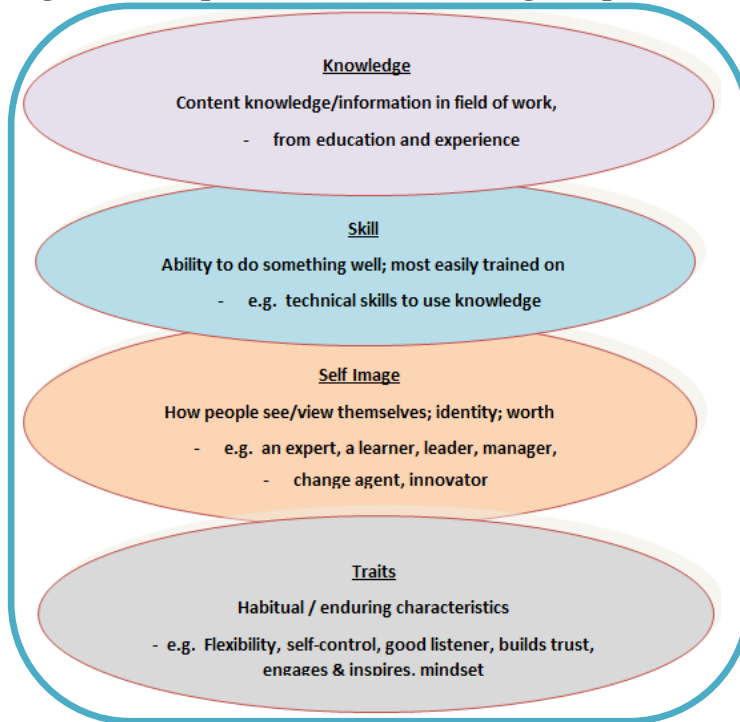 Knowledge
Content knowledge/information in field of work,
- from education and experience
Skill
Ability to do something well; most easily trained on
- e.g. technical skills to use knowledge
Self Image
How people see/view themselves; identity; worth
- e.g. an expert, a learner, leader, manager,
- change agent, innovator
Traits
Habitual / enduring characteristics
- e.g. Flexibility, self-control, good listener, builds trust,
engages & inspires, mindset